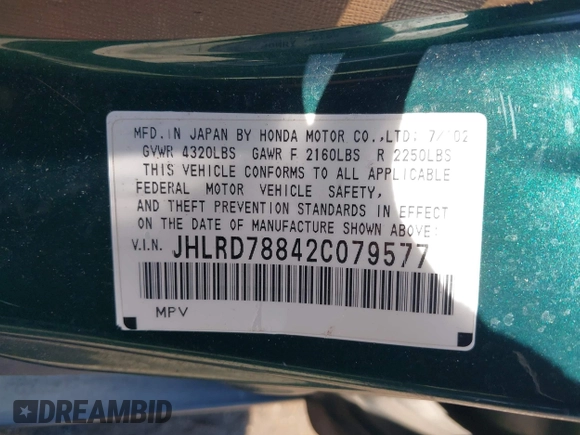 MFD.IN JAPAN BY HONDA MOTOR CO.,LTD: 7/02
GVWR 4320LBS GAWR F 2160LBS R 2250LBS
THIS VEHICLE CONFORMS TO ALL APPLICABLE
FEDERAL MOTOR VEHICLE SAFETY,
AND THEFT PREVENTION STANDARDS IN EFFECT
ON THE DATE OF MANUFACTURE SHOWN ABOVE:
V.I.N. JHLRD78842C079577
MPV
DREAMBID